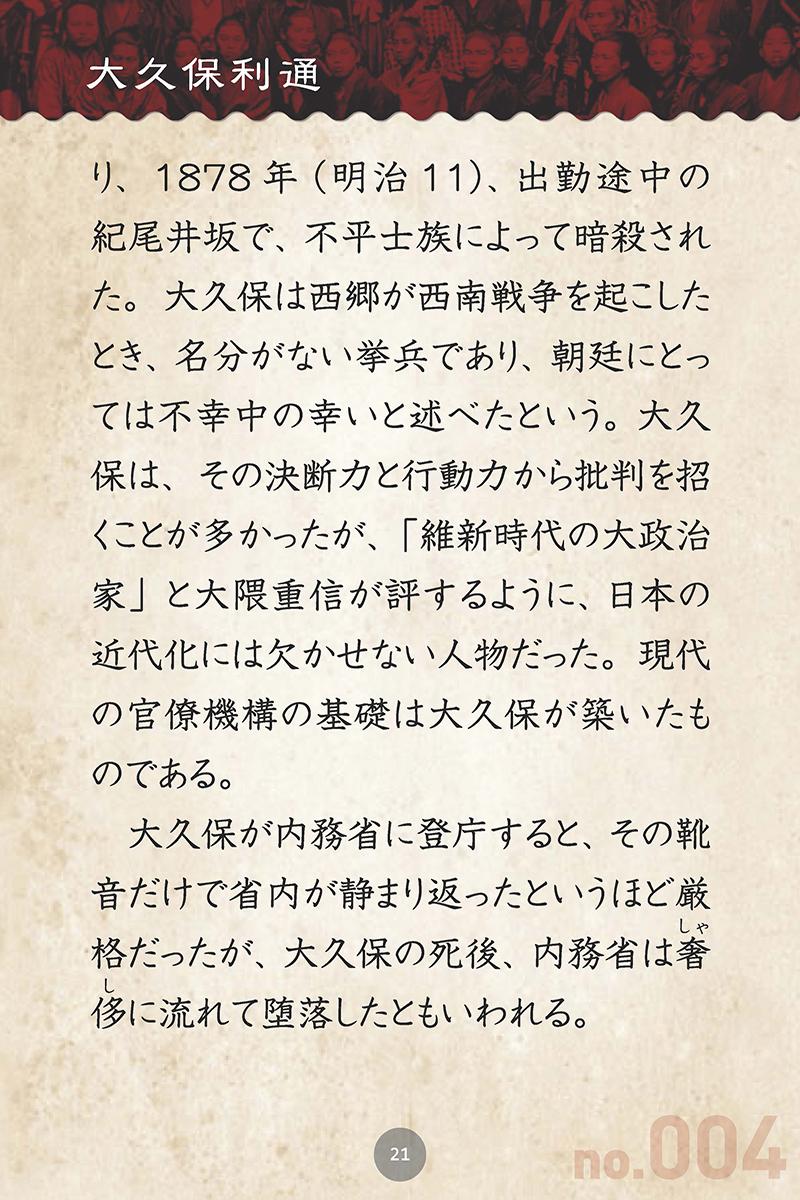 大久保利通
り、1878年(明治11)、出勤途中の
紀尾井坂で、不平士族によって暗殺され
た。大久保は西郷が西南戦争を起こした
とき、名分がない挙兵であり、朝廷にとっ
ては不幸中の幸いと述べたという。大久
保は、その決断力と行動力から批判を招
くことが多かったが、「維新時代の大政治
家」と大隈重信が評するように、日本の
近代化には欠かせない人物だった。現代
の官僚機構の基礎は大久保が築いたも
のである。
大久保が内務省に登庁すると、その靴
音だけで省内が静まり返ったというほど厳
しゃ
格だったが、大久保の死後、内務省は奢
し
侈に流れて堕落したともいわれる。
21
no.004